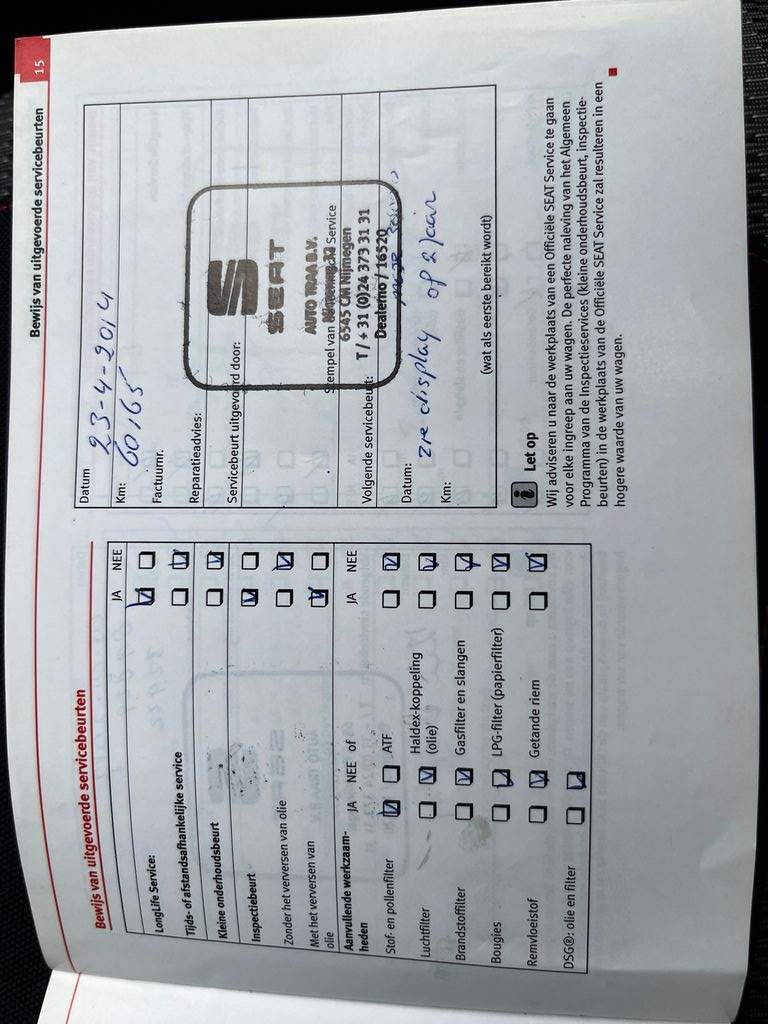 Bewijs van uitgevoerde servicebeurten
15
Bewijs van uitgevoerde servicebeurten
JA NEE
LongLife Service:
Tijds- of afstandsafhankelijke service
Kleine onderhoudsbeurt
Inspectiebeurt
Zonder het verversen van olie
Met het verversen van
olie
Aanvullende werkzaam-
heden
JA NEE of
JA NEE
Stof- en pollenfilter
ATF
Luchtfilter
Haldex-koppeling
(olie)
Brandstoffilter
Gasfilter en slangen
Bougies
LPG-filter (papierfilter)
Remvloeistof
Getande riem
DSG®: olie en filter
Datum 23-4-2014
Km: 60165
Factuurnr.
Reparatieadvies:
Servicebeurt uitgevoerd door:
SEAT
AUTO TRAA B.V.
Stempel van Service
6545 CM Nijmegen
T / + 31 (0)24 373 31 31
Dealerno / 16520
Volgende servicebeurt:
Datum: zie display of 2 jaar
Km:
(wat als eerste bereikt wordt)
Let op
Wij adviseren u naar de werkplaats van een Officiële SEAT Service te gaan
voor elke ingreep aan uw wagen. De perfecte naleving van het Algemeen
Programma van de Inspectieservices (kleine onderhoudsbeurt, inspectie-
beurten) in de werkplaats van de Officiële SEAT Service zal resulteren in een
hogere waarde van uw wagen.